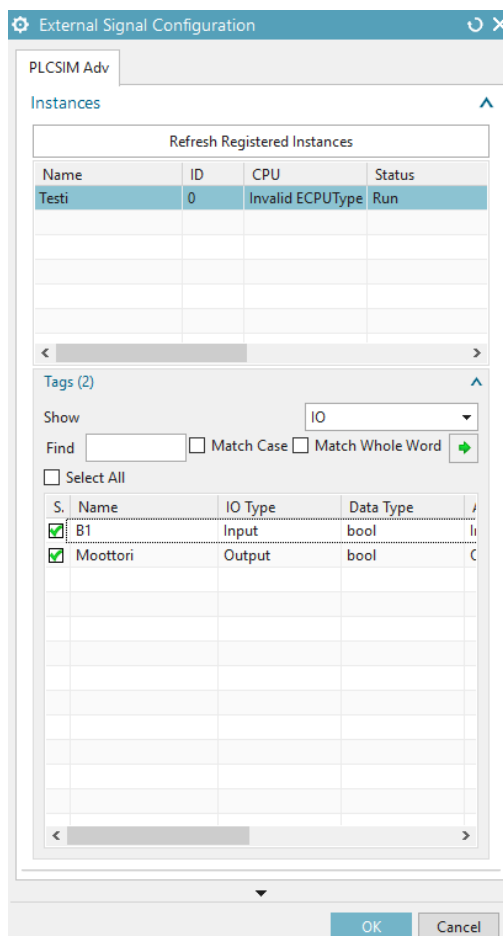 External Signal Configuration
PLCSIM Adv
Instances
Refresh Registered Instances
Name ID CPU Status
Testi 0 Invalid ECPUType Run
Tags (2)
Show IO
Find Match Case Match Whole Word
Select All
S. Name IO Type Data Type
B1 Input bool
Moottori Output bool
OK Cancel